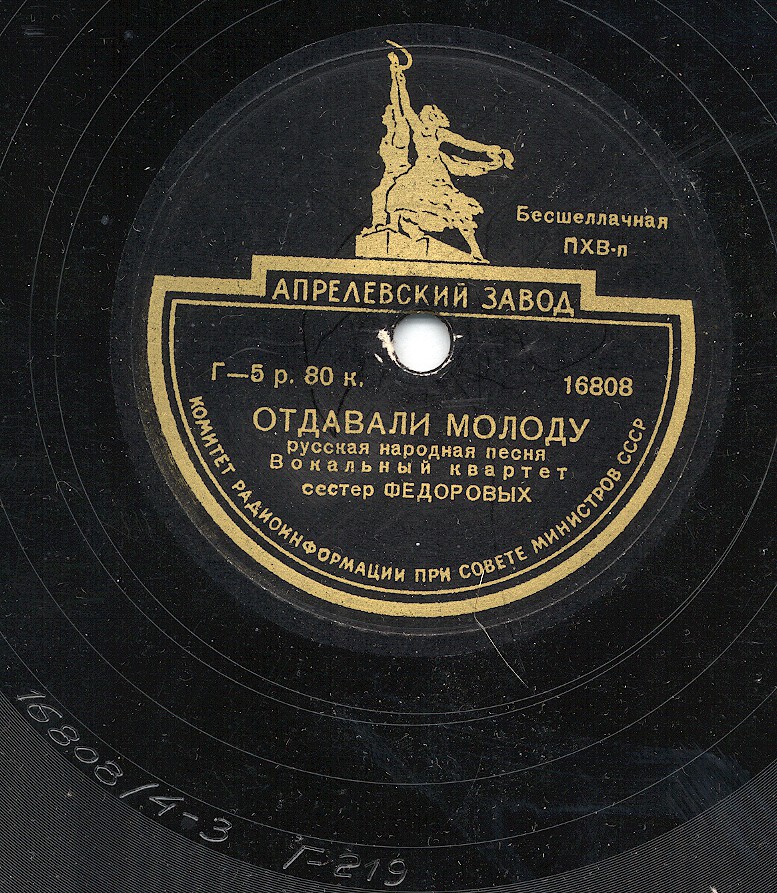 Бесшеллачная
ПХВ-п
АПРЕЛЕВСКИЙ ЗАВОД
Г—5 р. 80 к.
16808
ОТДАВАЛИ МОЛОДУ
русская народная песня
Вокальный квартет
сестер ФЕДОРОВЫХ
КОМИТЕТ РАДИОИНФОРМАЦИИ ПРИ СОВЕТЕ МИНИСТРОВ СССР
16808/4-3 Г-219